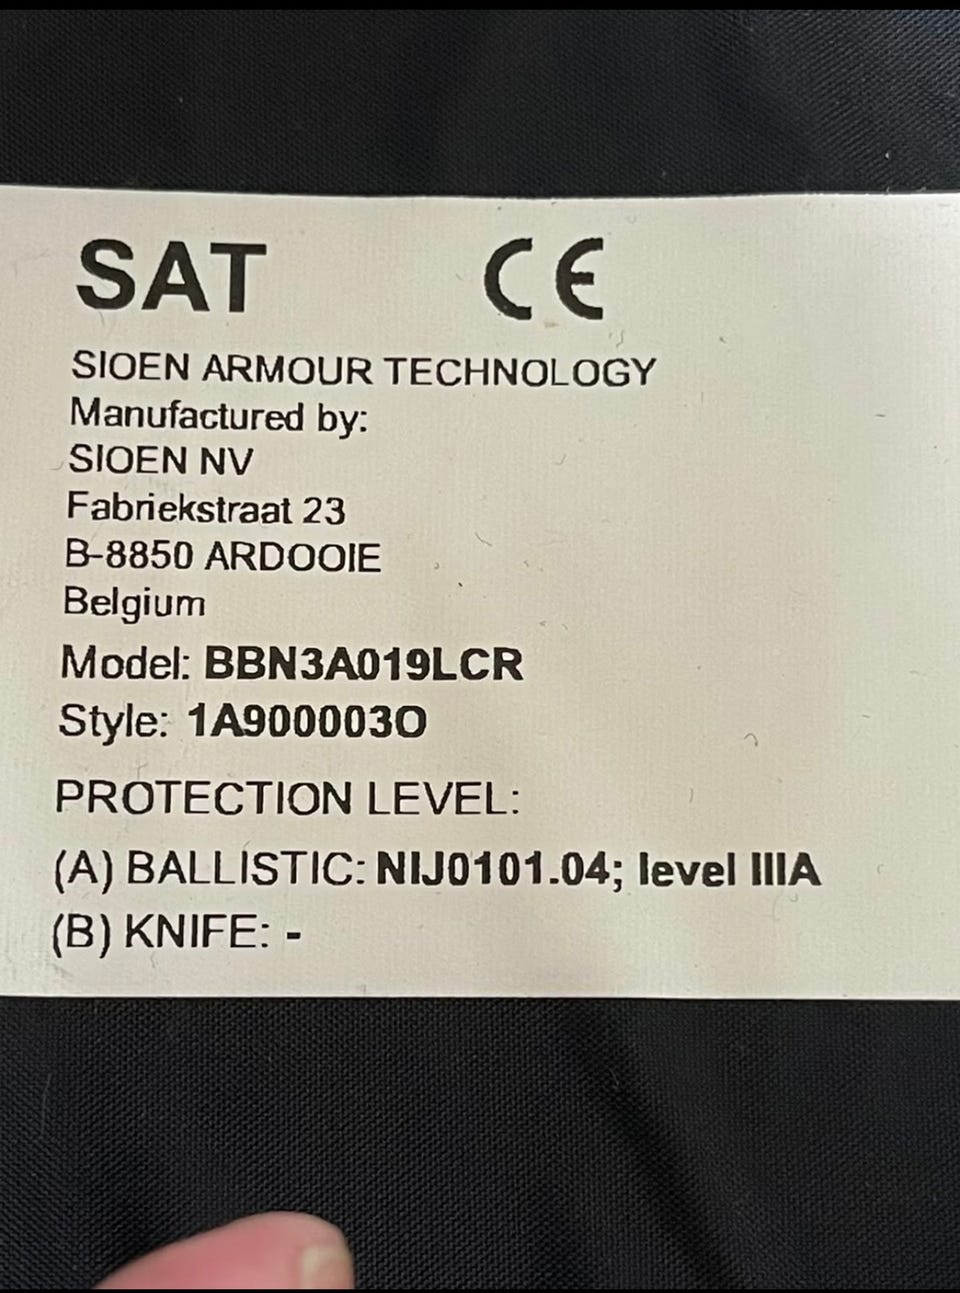 SAT CE
SIOEN ARMOUR TECHNOLOGY
Manufactured by:
SIOEN NV
Fabriekstraat 23
B-8850 ARDOOIE
Belgium
Model: BBN3A019LCR
Style: 1A900003O
PROTECTION LEVEL:
(A) BALLISTIC: NIJ0101.04; level IIIA
(B) KNIFE: -